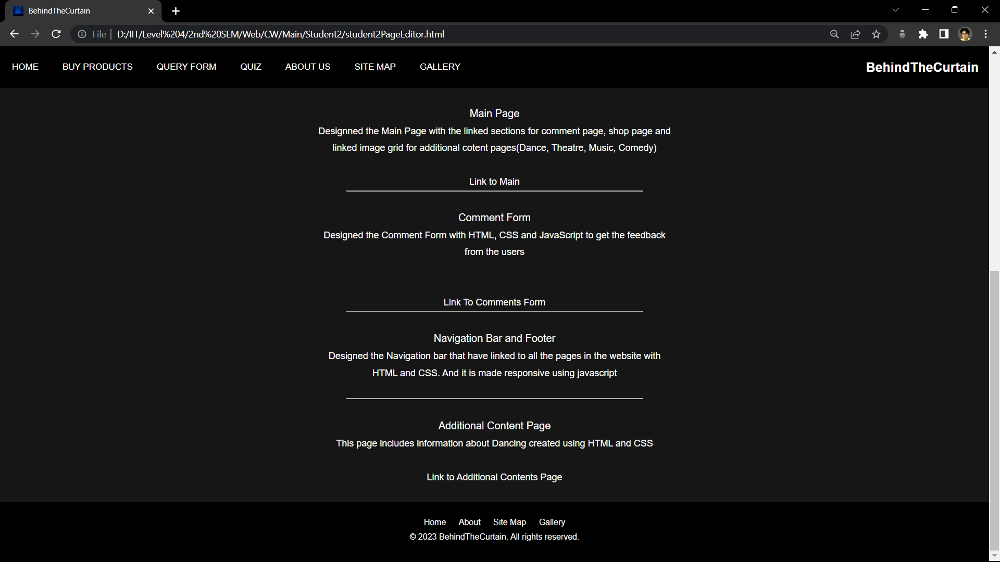 BehindTheCurtain
File | D:/IIT/Level%204/2nd%20SEM/Web/CW/Main/Student2/student2PageEditor.html
HOME BUY PRODUCTS QUERY FORM QUIZ ABOUT US SITE MAP GALLERY BehindTheCurtain
Main Page
Designned the Main Page with the linked sections for comment page, shop page and
linked image grid for additional cotent pages(Dance, Theatre, Music, Comedy)
Link to Main
Comment Form
Designed the Comment Form with HTML, CSS and JavaScript to get the feedback
from the users
Link To Comments Form
Navigation Bar and Footer
Designed the Navigation bar that have linked to all the pages in the website with
HTML and CSS. And it is made responsive using javascript
Additional Content Page
This page includes information about Dancing created using HTML and CSS
Link to Additional Contents Page
Home About Site Map Gallery
© 2023 BehindTheCurtain. All rights reserved.